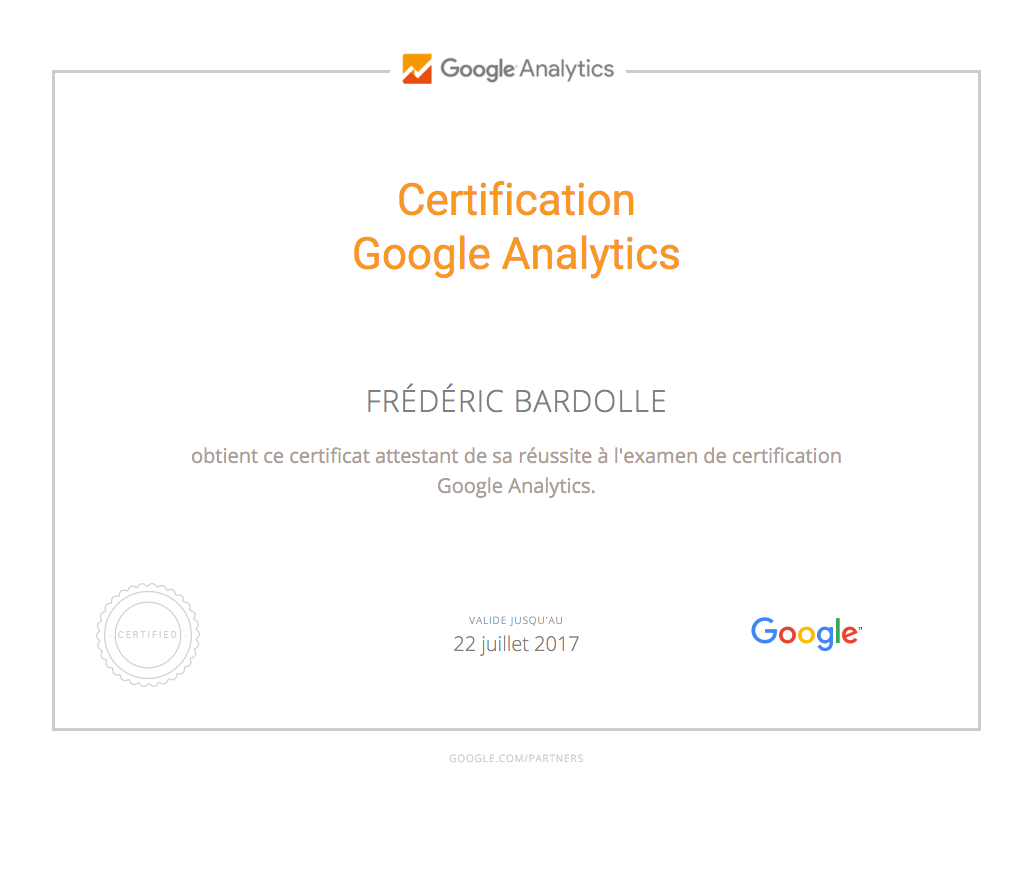 Google Analytics
Certification
Google Analytics
FRÉDÉRIC BARDOLLE
obtient ce certificat attestant de sa réussite à l'examen de certification
Google Analytics.
· CERTIFIED ·
VALIDE JUSQU'AU
22 juillet 2017
Google™
GOOGLE.COM/PARTNERS